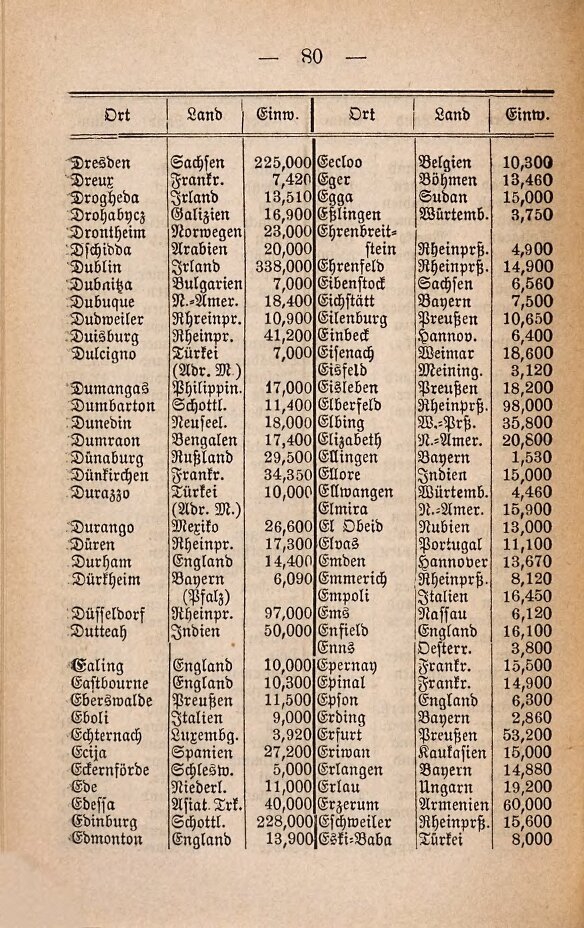 — 80 —
Ort Land Einw.
Dresden Sachsen 225,000
Dreux Frankr. 7,420
Drogheda Irland 13,510
Drohabycz Galizien 16,900
Drontheim Norwegen 23,000
Dschidda Arabien 20,000
Dublin Irland 338,000
Dubnitza Bulgarien 7,000
Dubuque N.-Amer. 18,400
Dudweiler Rhreinpr. 10,900
Duisburg Rheinpr. 41,200
Dulcigno Türkei 7,000
(Adr. M.)
Dumangas Philippin. 17,000
Dumbarton Schottl. 11,400
Dunedin Neuseel. 18,000
Dumraon Bengalen 17,400
Dünaburg Rußland 29,500
Dünkirchen Frankr. 34,350
Durazzo Türkei 10,000
(Adr. M.)
Durango Mexiko 26,600
Düren Rheinpr. 17,300
Durham England 14,400
Dürkheim Bayern 6,090
(Pfalz)
Düsseldorf Rheinpr. 97,000
Dutteah Indien 50,000
Ealing England 10,000
Eastbourne England 10,300
Eberswalde Preußen 11,500
Eboli Italien 9,000
Echternach Luxembg. 3,920
Ecija Spanien 27,200
Eckernförde Schlesw. 5,000
Ede Niederl. 11,000
Edessa Asiat. Trk. 40,000
Edinburg Schottl. 228,000
Edmonton England 13,900
Ort Land Einw.
Eecloo Belgien 10,300
Eger Böhmen 13,460
Egga Sudan 15,000
Eßlingen Würtemb. 3,750
Ehrenbreit-
stein Rheinprß. 4,900
Ehrenfeld Rheinprß. 14,900
Eibenstock Sachsen 6,560
Eichstätt Bayern 7,500
Eilenburg Preußen 10,650
Einbeck Hannov. 6,400
Eisenach Weimar 18,600
Eisfeld Meining. 3,120
Eisleben Preußen 18,200
Elberfeld Rheinprß. 98,000
Elbing W.-Prß. 35,800
Elizabeth N.-Amer. 20,800
Ellingen Bayern 1,530
Ellore Indien 15,000
Ellwangen Würtemb. 4,460
Elmira N.-Amer. 15,900
El Obeid Nubien 13,000
Elvas Portugal 11,100
Emden Hannover 13,670
Emmerich Rheinprß. 8,120
Empoli Italien 16,450
Ems Nassau 6,120
Enfield England 16,100
Enns Oesterr. 3,800
Epernay Frankr. 15,500
Epinal Frankr. 14,900
Epson England 6,300
Erding Bayern 2,860
Erfurt Preußen 53,200
Eriwan Kaukasien 15,000
Erlangen Bayern 14,880
Erlau Ungarn 19,200
Erzerum Armenien 60,000
Eschweiler Rheinprß. 15,600
Eski-Baba Türkei 8,000